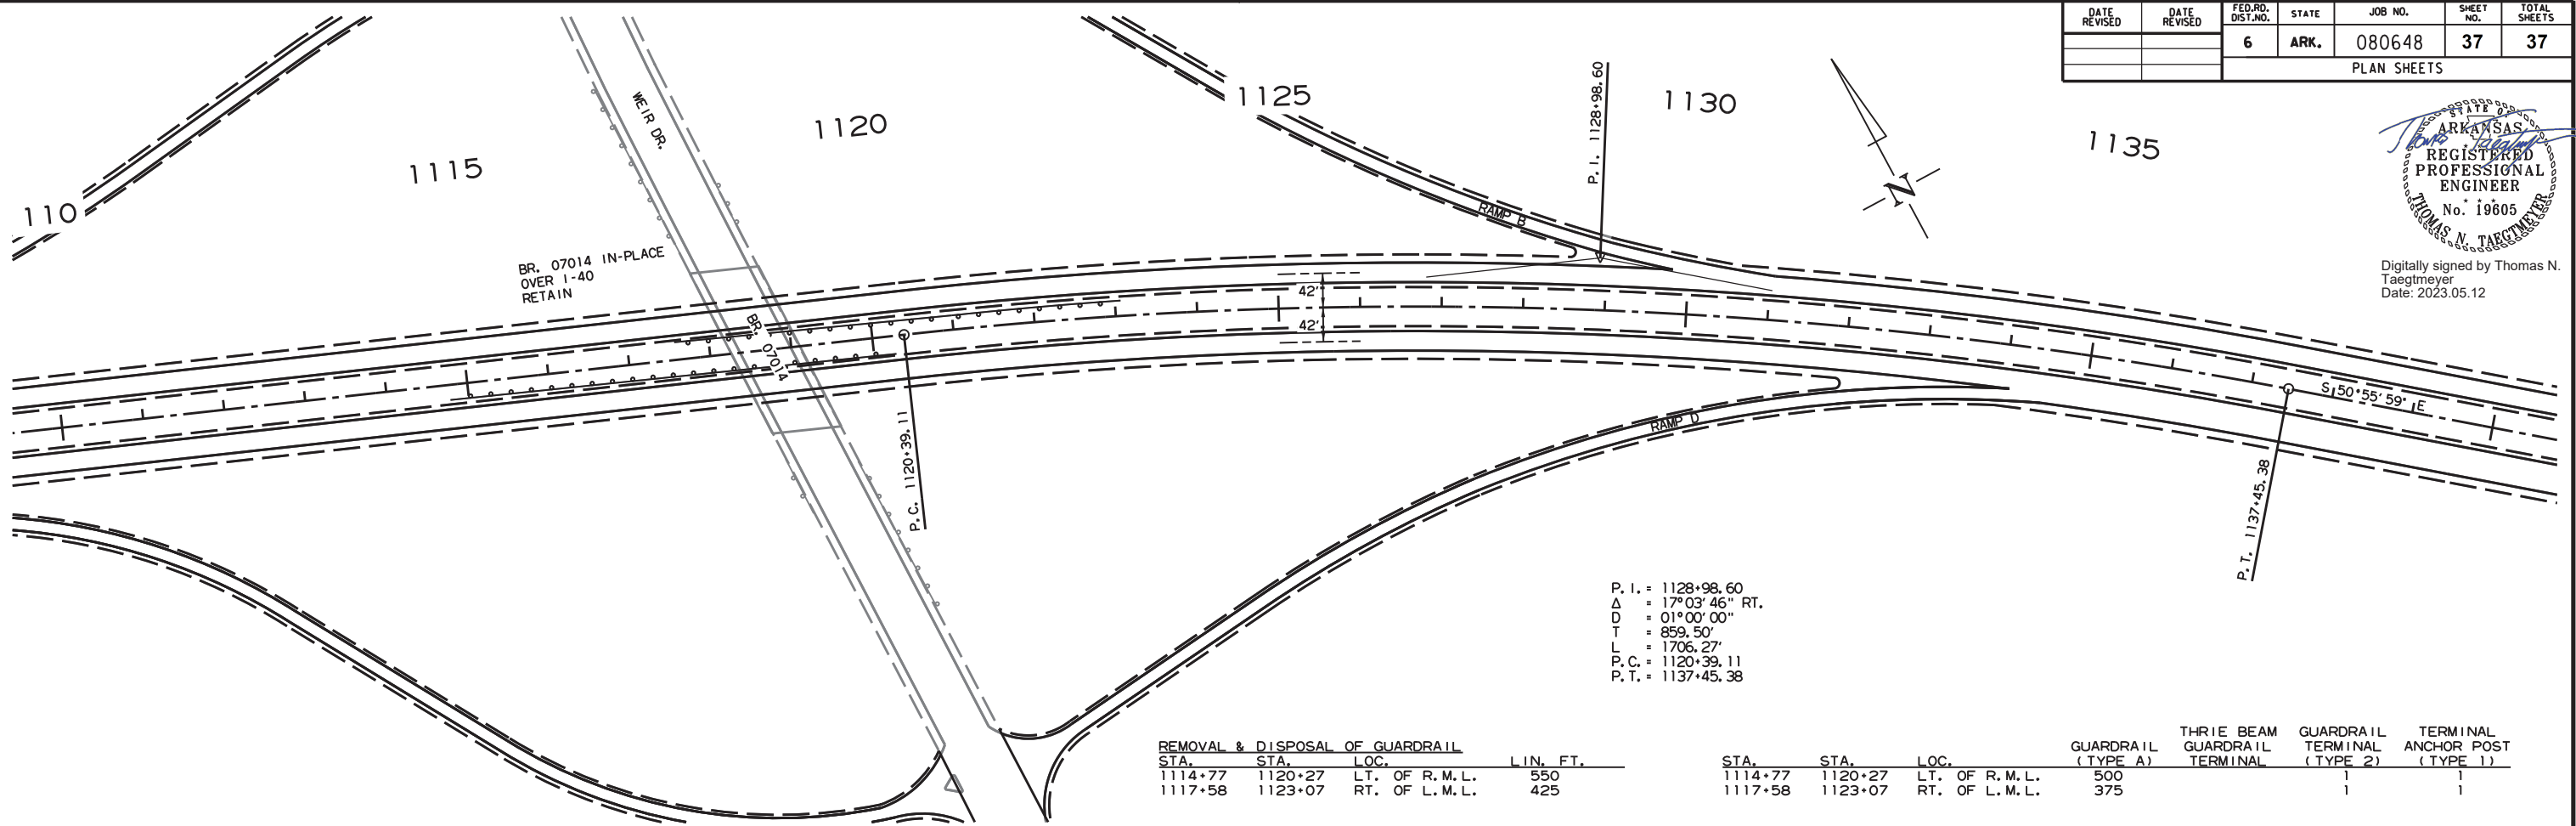 DATE REVISED DATE REVISED FED.RD. DIST.NO. STATE JOB NO. SHEET NO. TOTAL SHEETS
6 ARK. 080648 37 37
PLAN SHEETS
STATE OF
ARKANSAS
REGISTERED
PROFESSIONAL
ENGINEER
No. 19605
THOMAS N. TAEGTMEYER
Digitally signed by Thomas N.
Taegtmeyer
Date: 2023.05.12
110
1115
1120
1125
1130
1135
WEIR DR.
P.I. 1128+98.60
N
RAMP B
BR. 07014 IN-PLACE
OVER I-40
RETAIN
BR. 07014
42'
42'
P.C. 1120+39.11
RAMP D
S 50°55'59" E
P.T. 1137+45.38
P.I. = 1128+98.60
Δ = 17°03'46" RT.
D = 01°00'00"
T = 859.50'
L = 1706.27'
P.C. = 1120+39.11
P.T. = 1137+45.38
REMOVAL & DISPOSAL OF GUARDRAIL
STA. STA. LOC. LIN. FT.
1114+77 1120+27 LT. OF R.M.L. 550
1117+58 1123+07 RT. OF L.M.L. 425
THRIE BEAM GUARDRAIL TERMINAL
GUARDRAIL GUARDRAIL TERMINAL ANCHOR POST
STA. STA. LOC. (TYPE A) TERMINAL (TYPE 2) (TYPE 1)
1114+77 1120+27 LT. OF R.M.L. 500 1 1
1117+58 1123+07 RT. OF L.M.L. 375 1 1